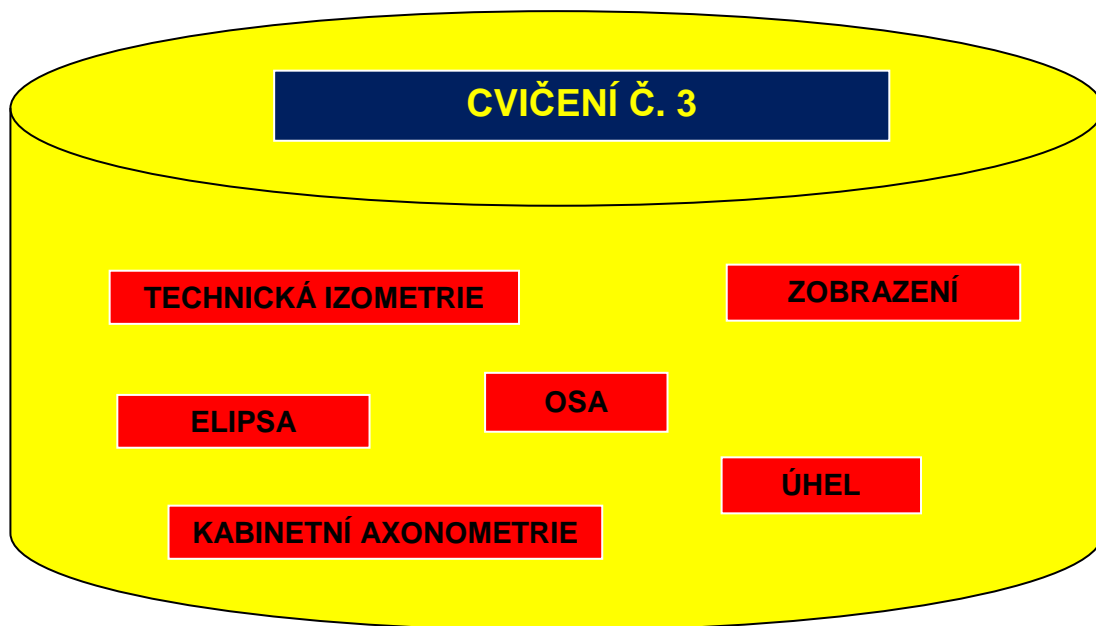 CVIČENÍ Č. 3
TECHNICKÁ IZOMETRIE
ZOBRAZENÍ
OSA
ELIPSA
ÚHEL
KABINETNÍ AXONOMETRIE